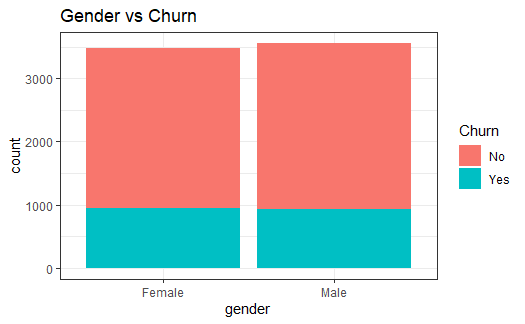 Gender vs Churn
3000
2000
1000
0
count
Female
Male
gender
Churn
No
Yes